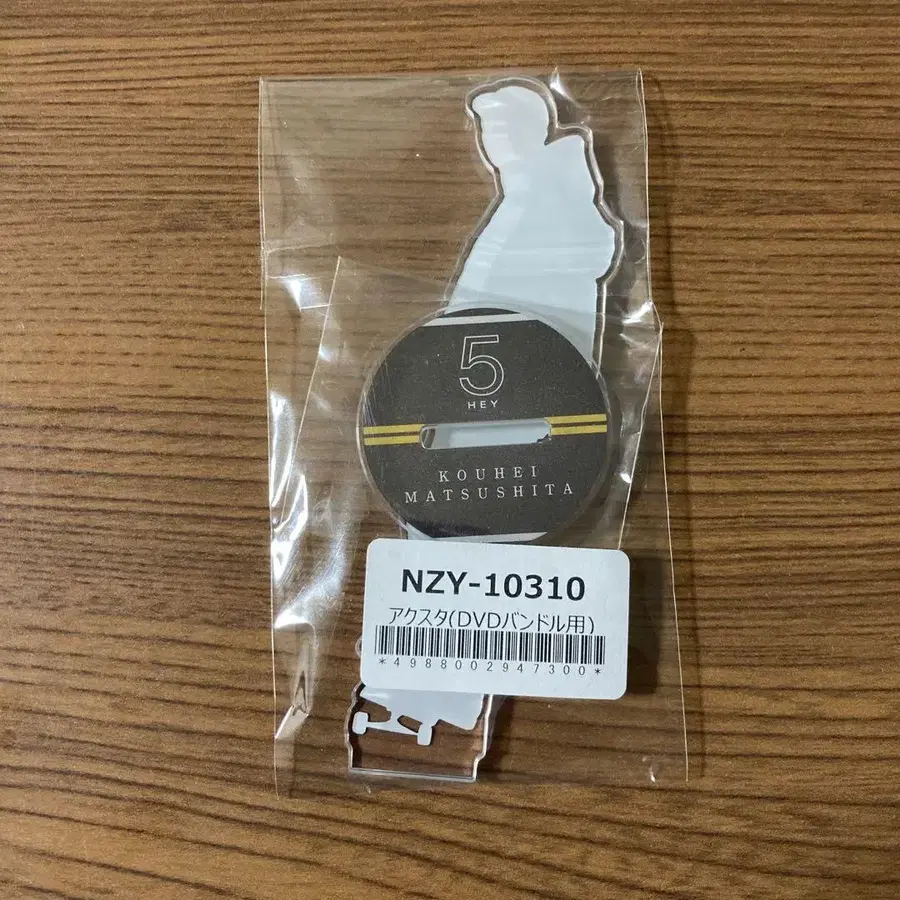 5
HEY
KOUHEI
MATSUSHITA
NZY-10310
アクスタ(DVDバンドル用)
*4988002947300*